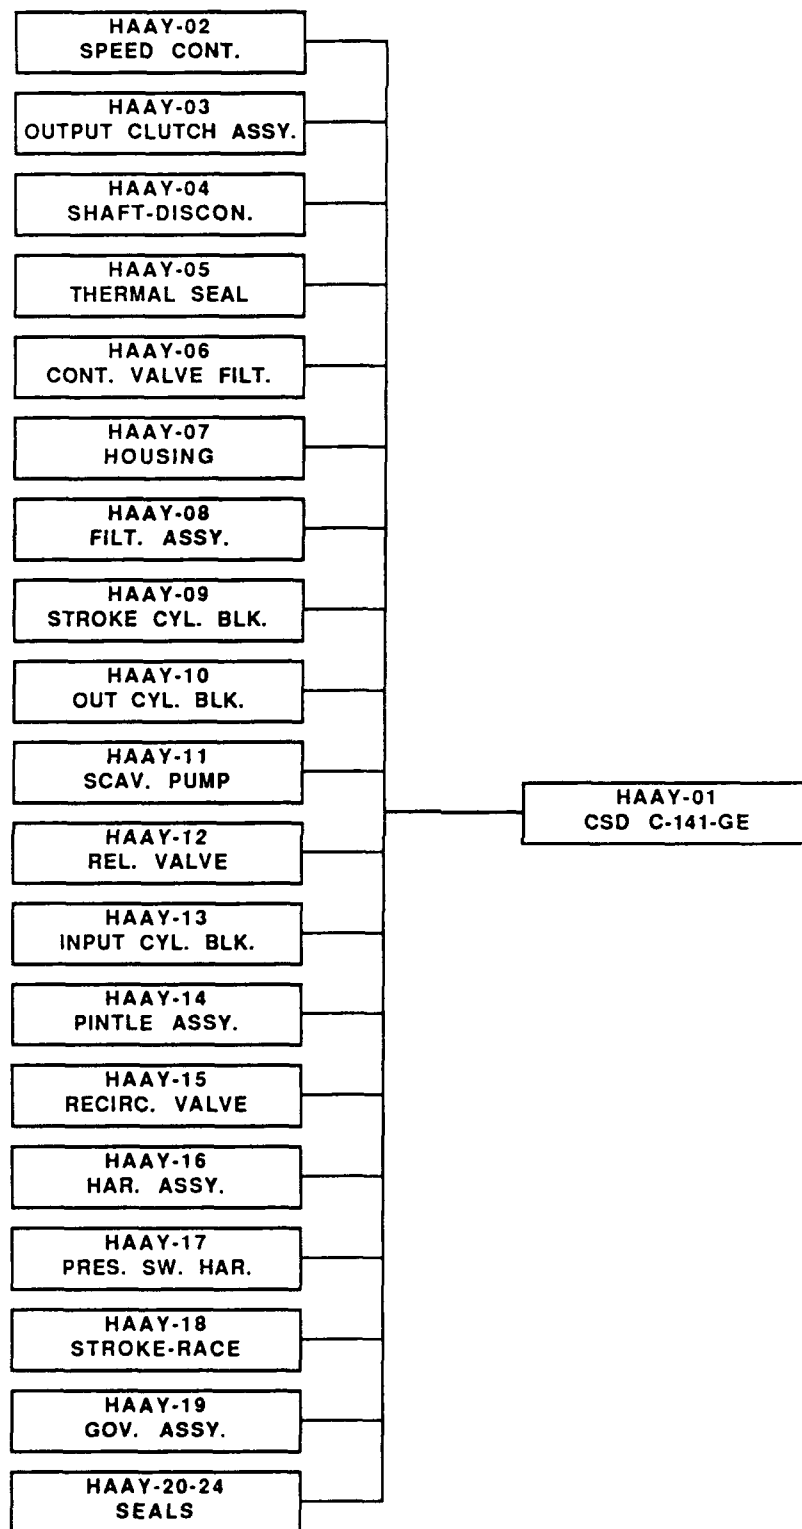 HAAY-02
SPEED CONT.
HAAY-03
OUTPUT CLUTCH ASSY.
HAAY-04
SHAFT-DISCON.
HAAY-05
THERMAL SEAL
HAAY-06
CONT. VALVE FILT.
HAAY-07
HOUSING
HAAY-08
FILT. ASSY.
HAAY-09
STROKE CYL. BLK.
HAAY-10
OUT CYL. BLK.
HAAY-11
SCAV. PUMP
HAAY-01
CSD C-141-GE
HAAY-12
REL. VALVE
HAAY-13
INPUT CYL. BLK.
HAAY-14
PINTLE ASSY.
HAAY-15
RECIRC. VALVE
HAAY-16
HAR. ASSY.
HAAY-17
PRES. SW. HAR.
HAAY-18
STROKE-RACE
HAAY-19
GOV. ASSY.
HAAY-20-24
SEALS